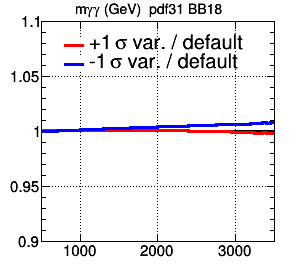 mγγ (GeV) pdf31 BB18
1.1
+1 σ var. / default
-1 σ var. / default
1.05
1
0.95
0.9
1000 2000 3000